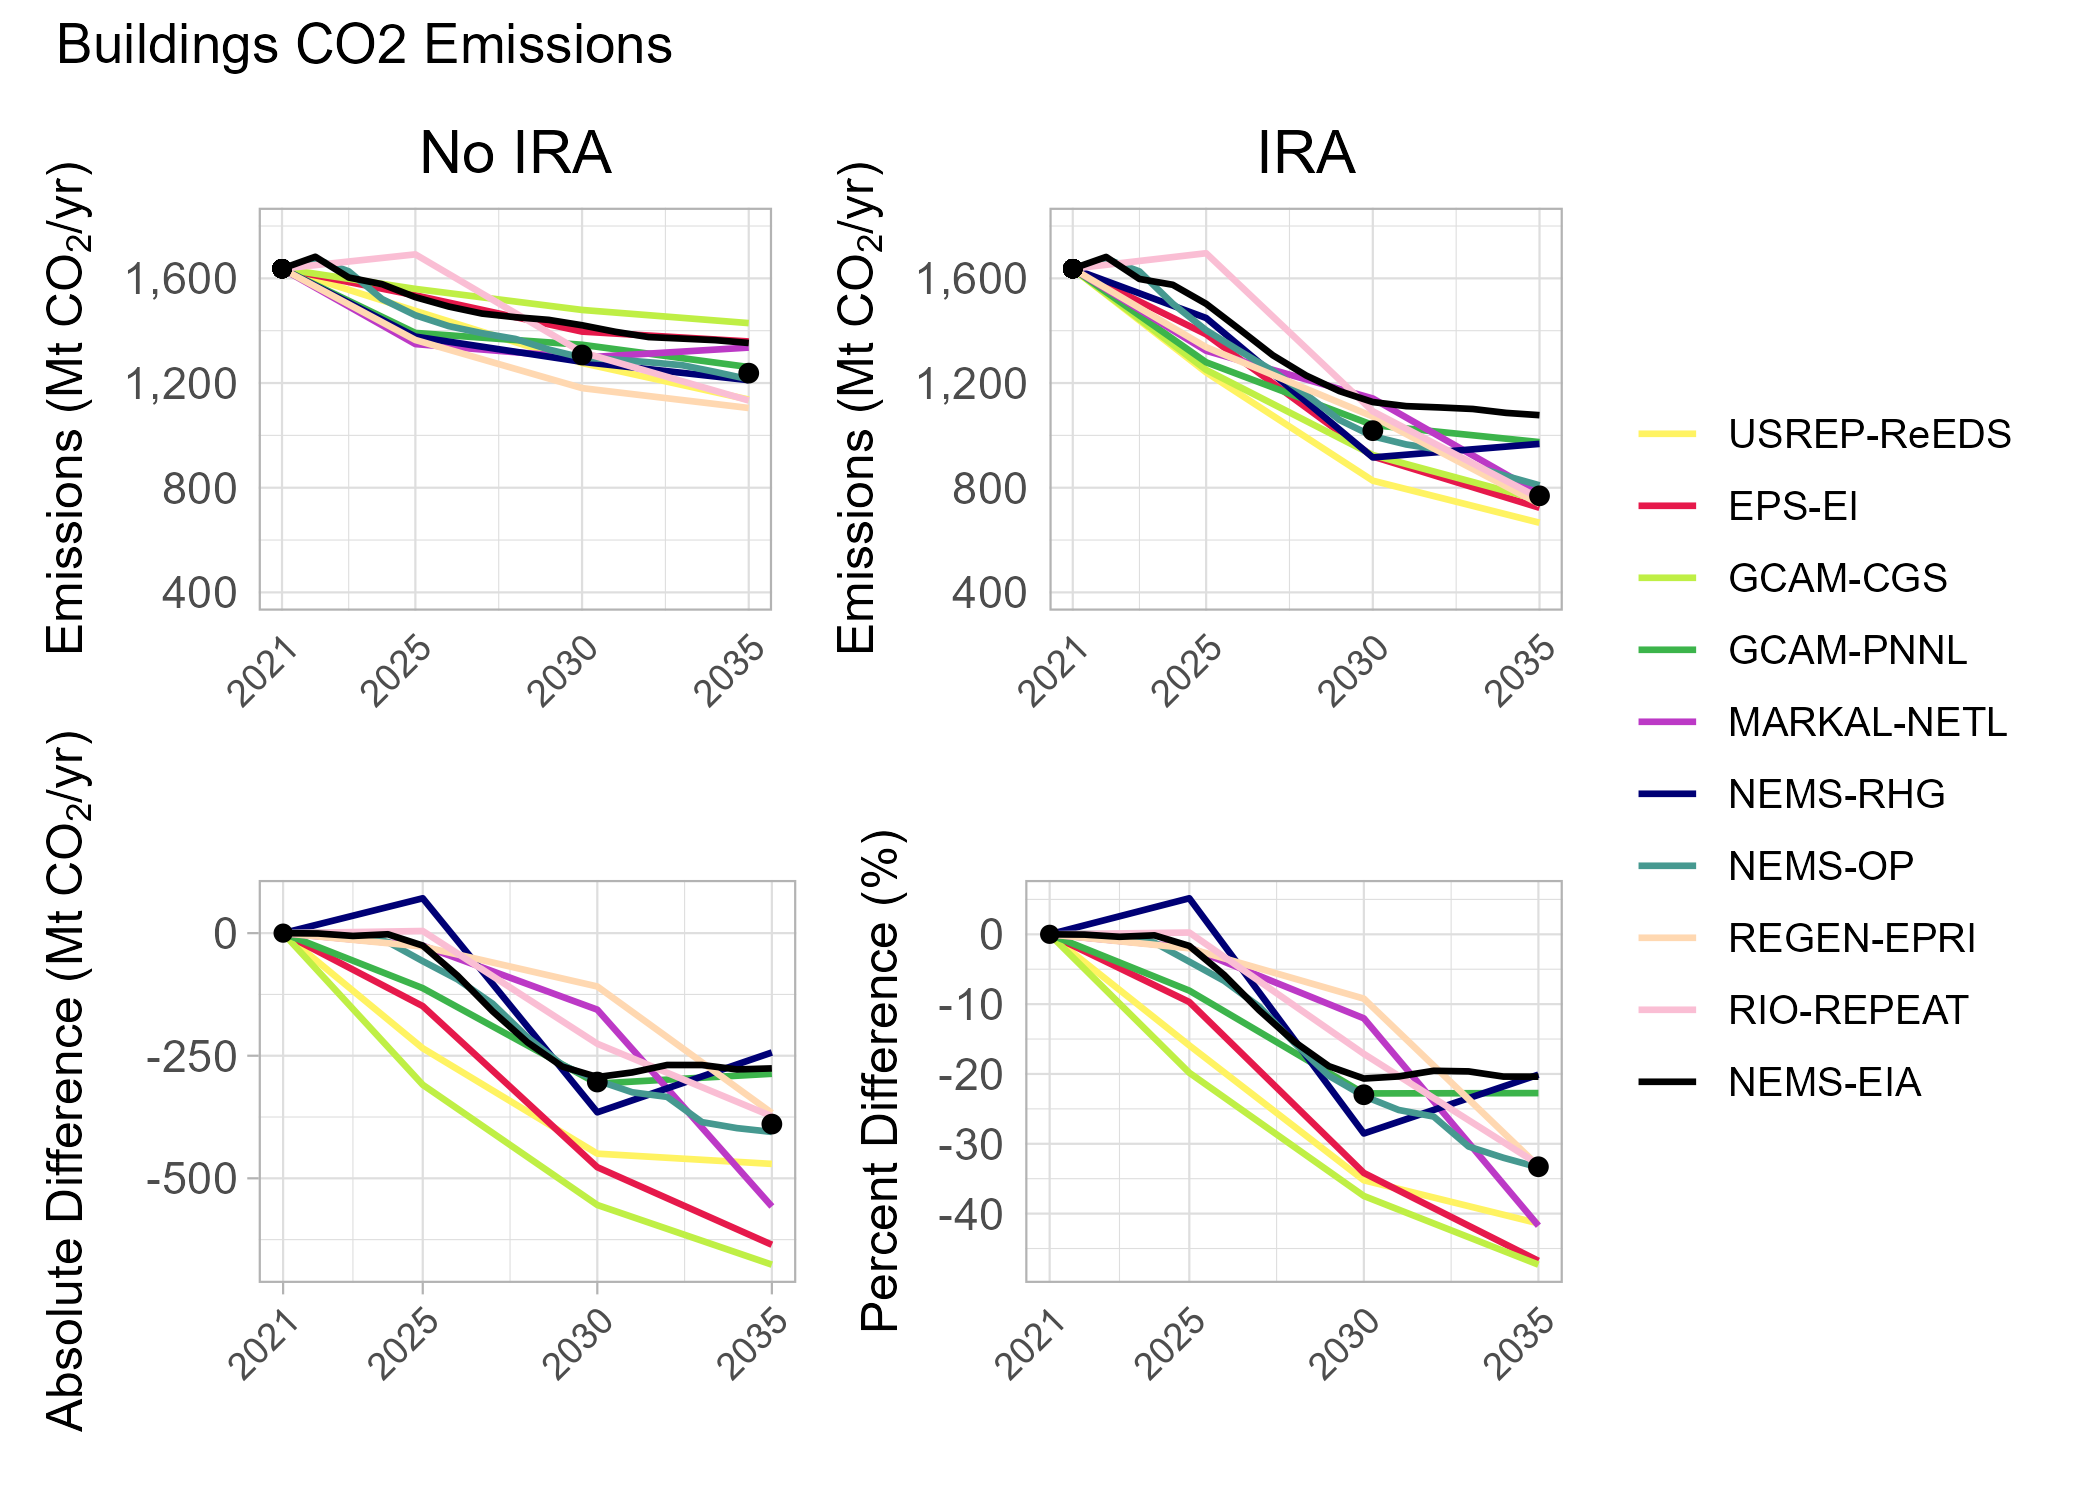 Buildings CO2 Emissions
No IRA
IRA
Emissions (Mt CO₂/yr)
1,600
1,200
800
400
2021
2025
2030
2035
Emissions (Mt CO₂/yr)
1,600
1,200
800
400
2021
2025
2030
2035
Absolute Difference (Mt CO₂/yr)
0
-250
-500
2021
2025
2030
2035
Percent Difference (%)
0
-10
-20
-30
-40
2021
2025
2030
2035
USREP-ReEDS
EPS-EI
GCAM-CGS
GCAM-PNNL
MARKAL-NETL
NEMS-RHG
NEMS-OP
REGEN-EPRI
RIO-REPEAT
NEMS-EIA